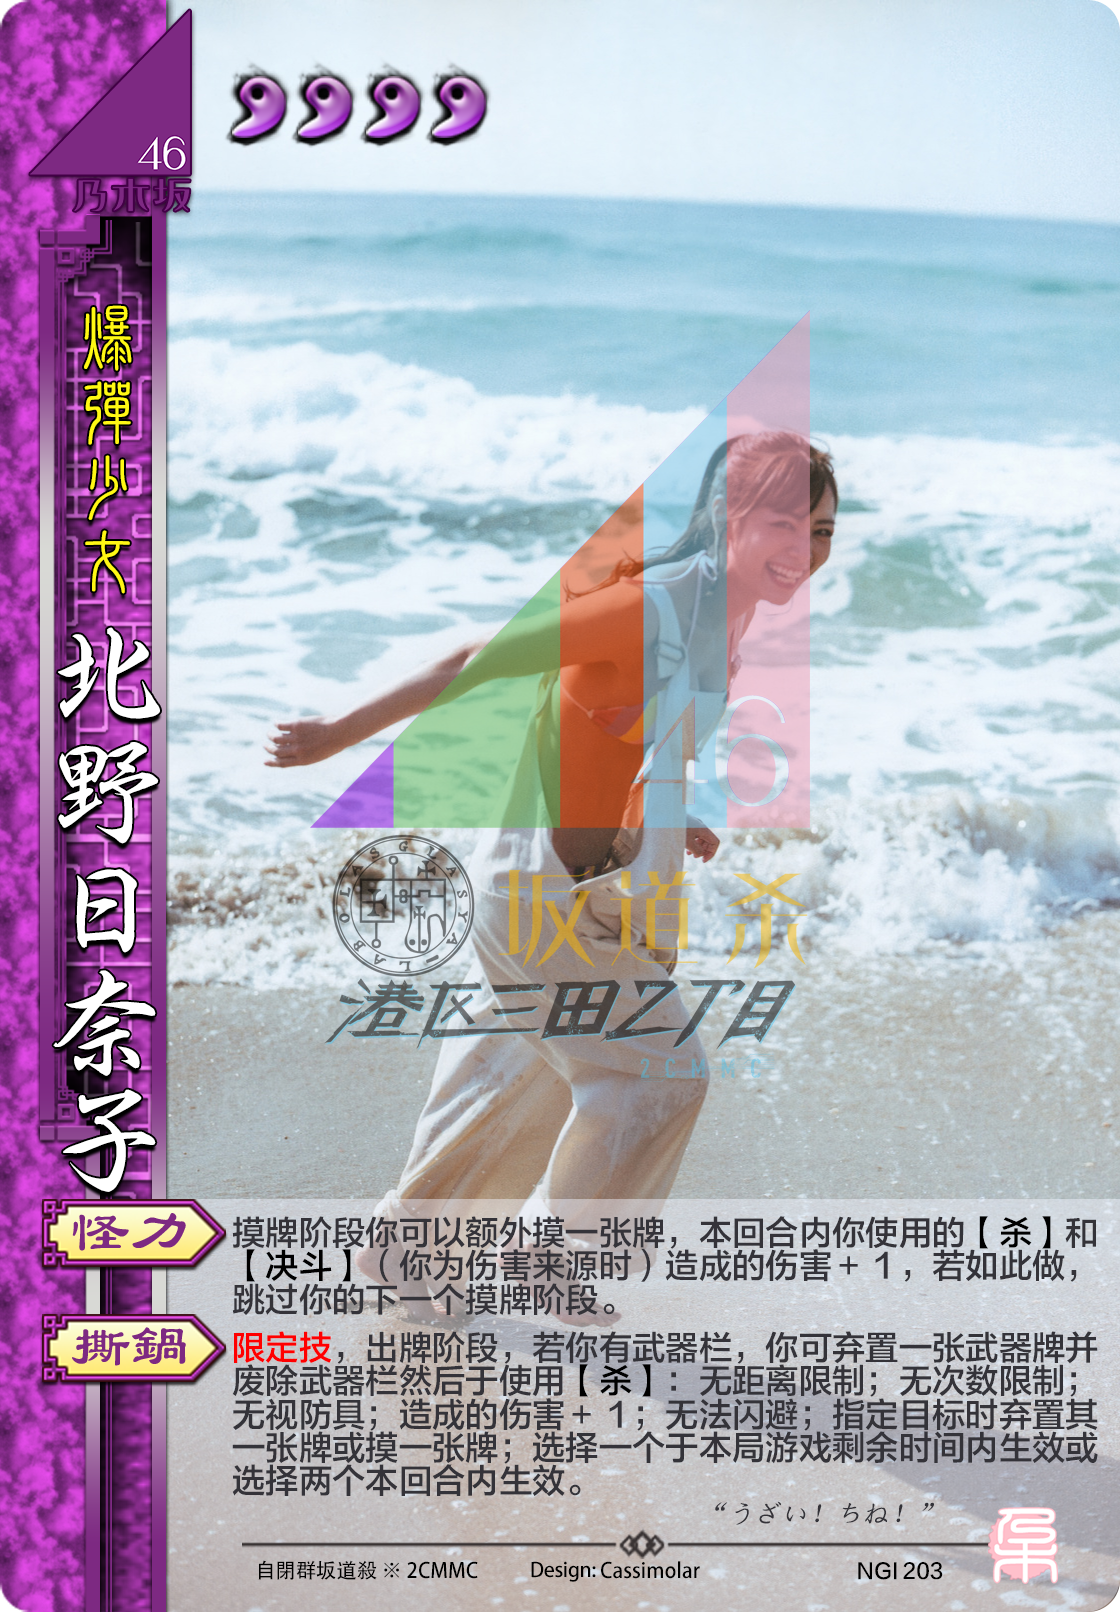 46
乃木坂
爆彈少女
北野日奈子
46
LABOLASGLASYA
坂道杀
港区三田2丁目
2CMMC
怪力
摸牌阶段你可以额外摸一张牌，本回合内你使用的【杀】和
【决斗】（你为伤害来源时）造成的伤害+1，若如此做，
跳过你的下一个摸牌阶段。
撕鍋
限定技，出牌阶段，若你有武器栏，你可弃置一张武器牌并
废除武器栏然后于使用【杀】：无距离限制；无次数限制；
无视防具；造成的伤害+1；无法闪避；指定目标时弃置其
一张牌或摸一张牌；选择一个于本局游戏剩余时间内生效或
选择两个本回合内生效。
“うざい！ちね！”
自閉群坂道殺 ※ 2CMMC
Design: Cassimolar
NGI 203